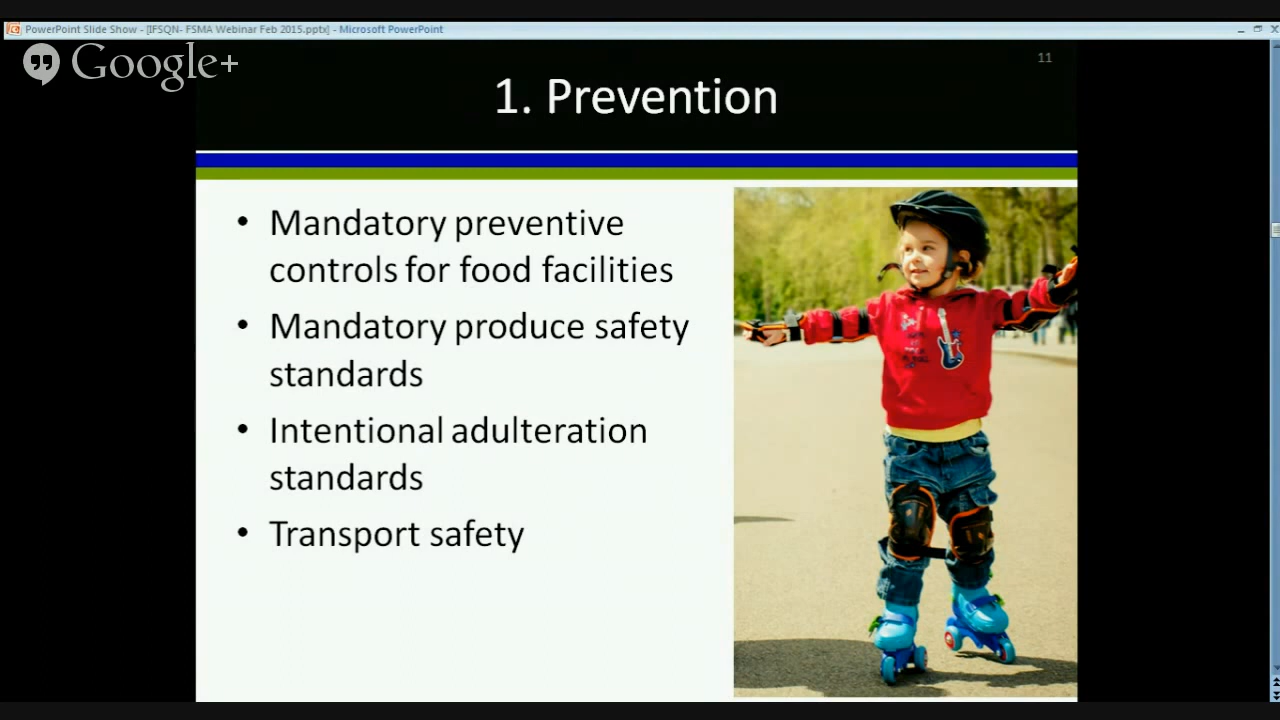 PowerPoint Slide Show - [IFSQN- FSMA Webinar Feb 2015.pptx] - Microsoft PowerPoint
Google+
11
1. Prevention
• Mandatory preventive
controls for food facilities
• Mandatory produce safety
standards
• Intentional adulteration
standards
• Transport safety